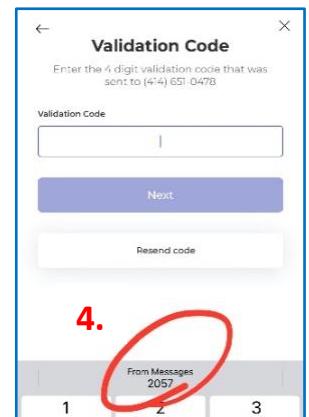 Validation Code
Enter the 4 digit validation code that was
sent to (414) 651-0478
Validation Code
Next
Resend code
4.
From Messages
2057
1 2 3